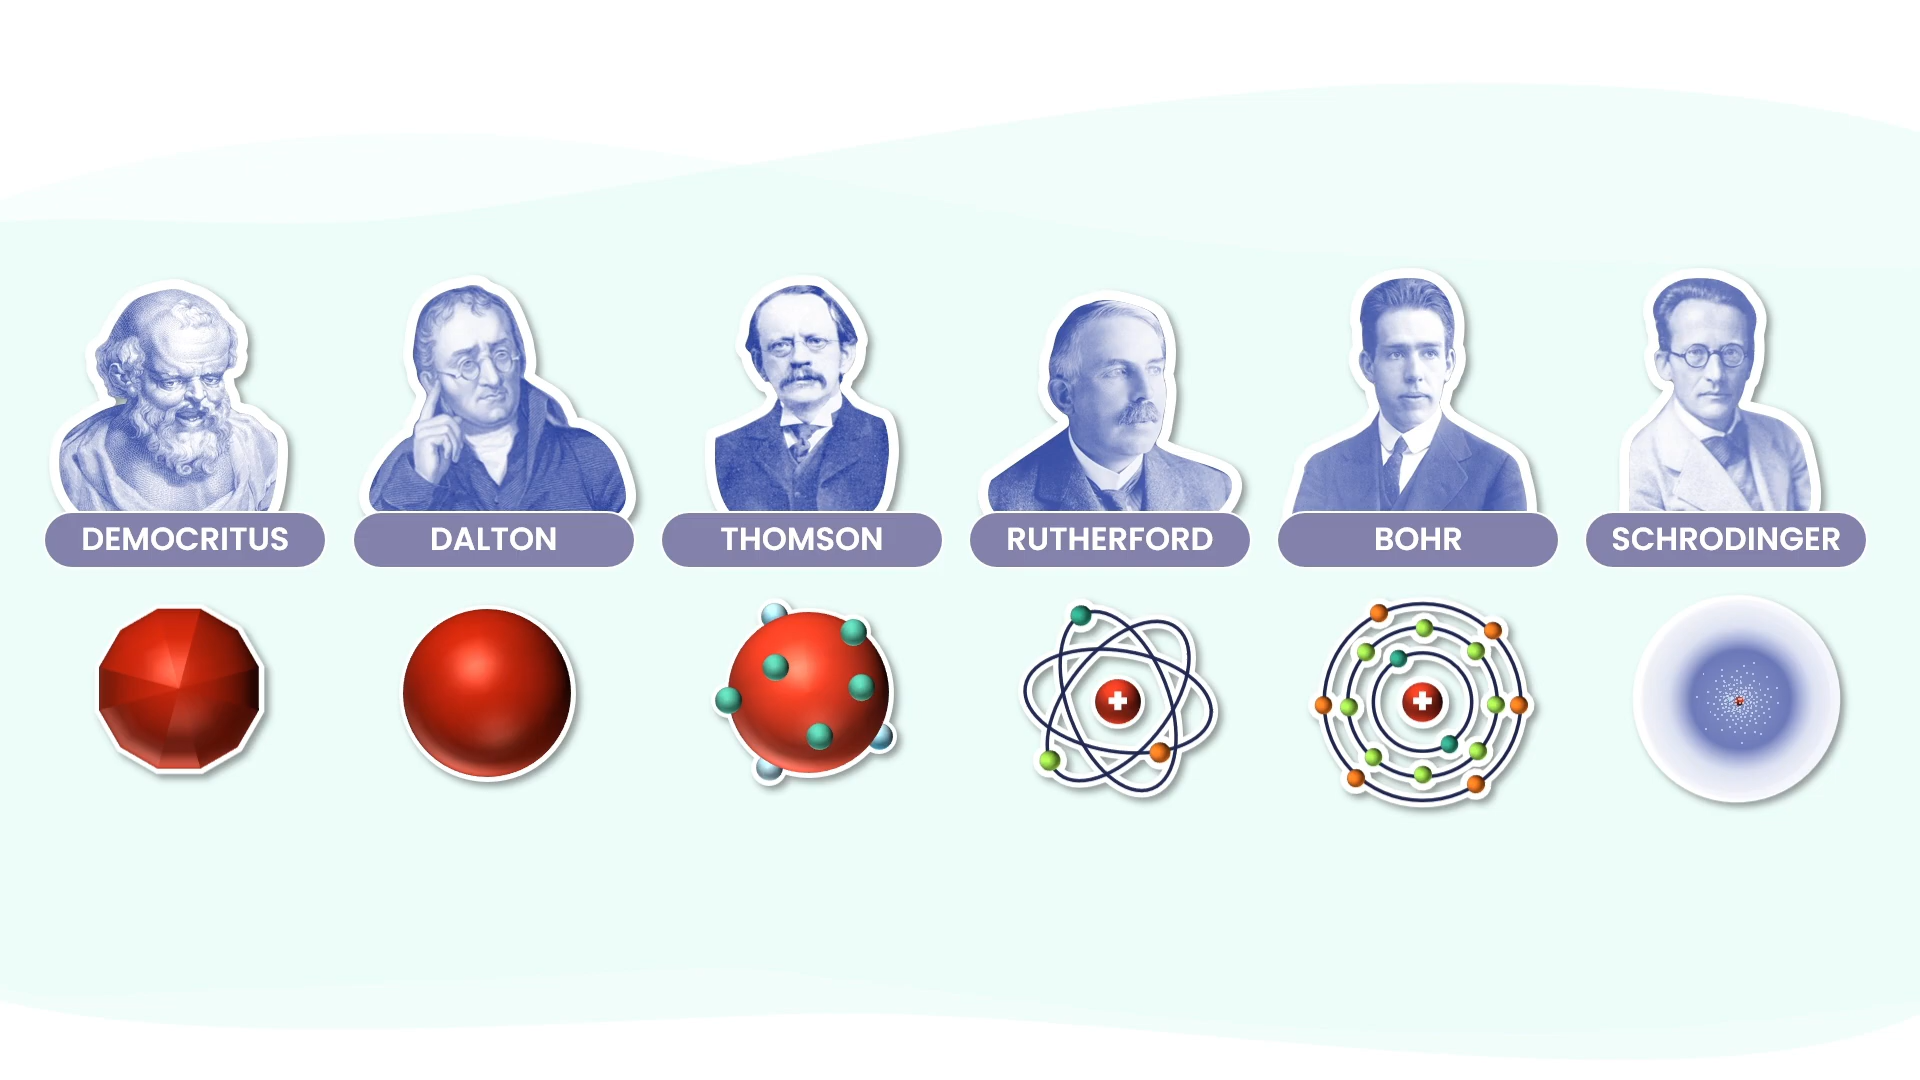 DEMOCRITUS
DALTON
THOMSON
RUTHERFORD
BOHR
SCHRODINGER